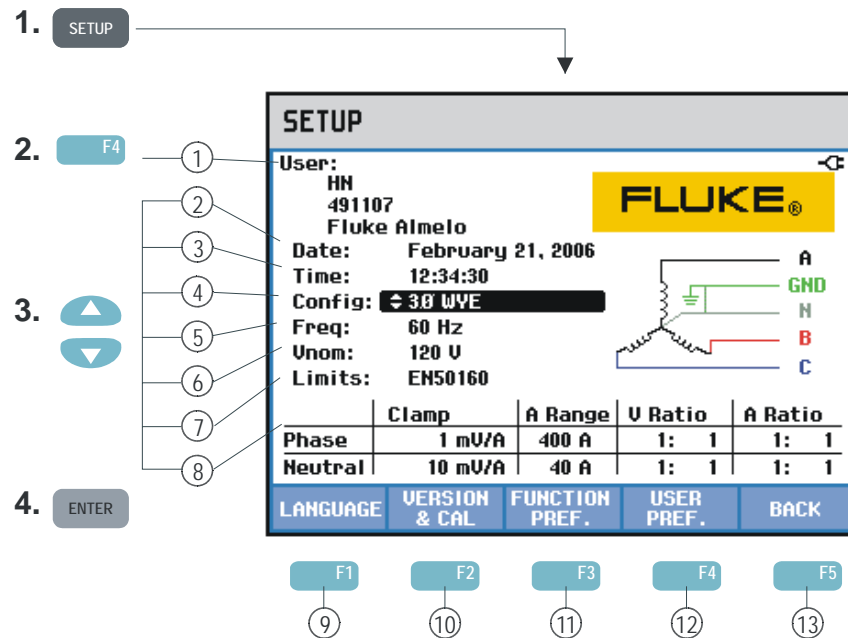 1. SETUP
SETUP
2. F4
1
User:
HN
491107
Fluke Almelo
FLUKE®
2
Date: February 21, 2006
3
Time: 12:34:30
4
Config: 3Ø WYE
5
Freq: 60 Hz
6
Vnom: 120 V
7
Limits: EN50160
A
GND
N
B
C
3.
8
Clamp A Range V Ratio A Ratio
Phase 1 mV/A 400 A 1: 1 1: 1
Neutral 10 mV/A 40 A 1: 1 1: 1
4. ENTER
LANGUAGE VERSION & CAL FUNCTION PREF. USER PREF. BACK
F1 F2 F3 F4 F5
9 10 11 12 13